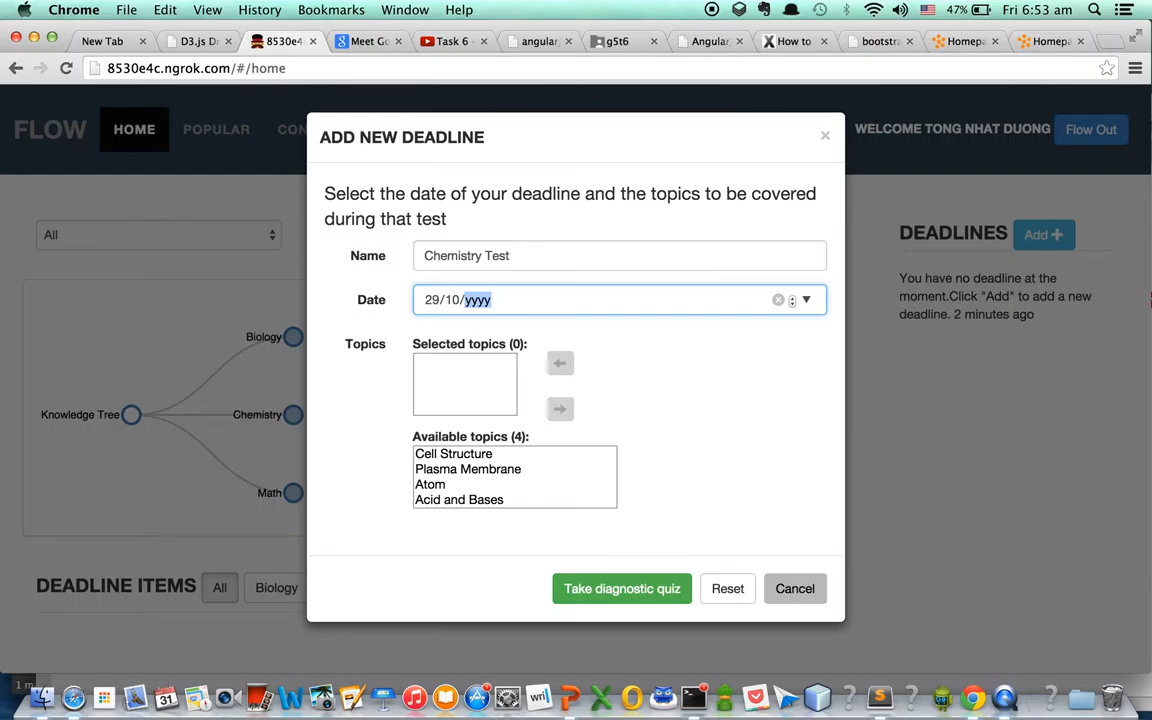 Chrome File Edit View History Bookmarks Window Help 47% Fri 6:53 am
New Tab D3.js D 8530e4 Meet Go Task 6 - angular g5t6 Angular How to bootstra Homepa Homepa
8530e4c.ngrok.com/#/home
FLOW HOME POPULAR CON WELCOME TONG NHAT DUONG Flow Out
ADD NEW DEADLINE
Select the date of your deadline and the topics to be covered
during that test
All
DEADLINES Add +
Name Chemistry Test
You have no deadline at the
moment.Click "Add" to add a new
deadline. 2 minutes ago
Date 29/10/yyyy
Topics Selected topics (0):
Biology
Knowledge Tree Chemistry
Math
Available topics (4):
Cell Structure
Plasma Membrane
Atom
Acid and Bases
DEADLINE ITEMS All Biology
Take diagnostic quiz Reset Cancel
1 m
31
wri